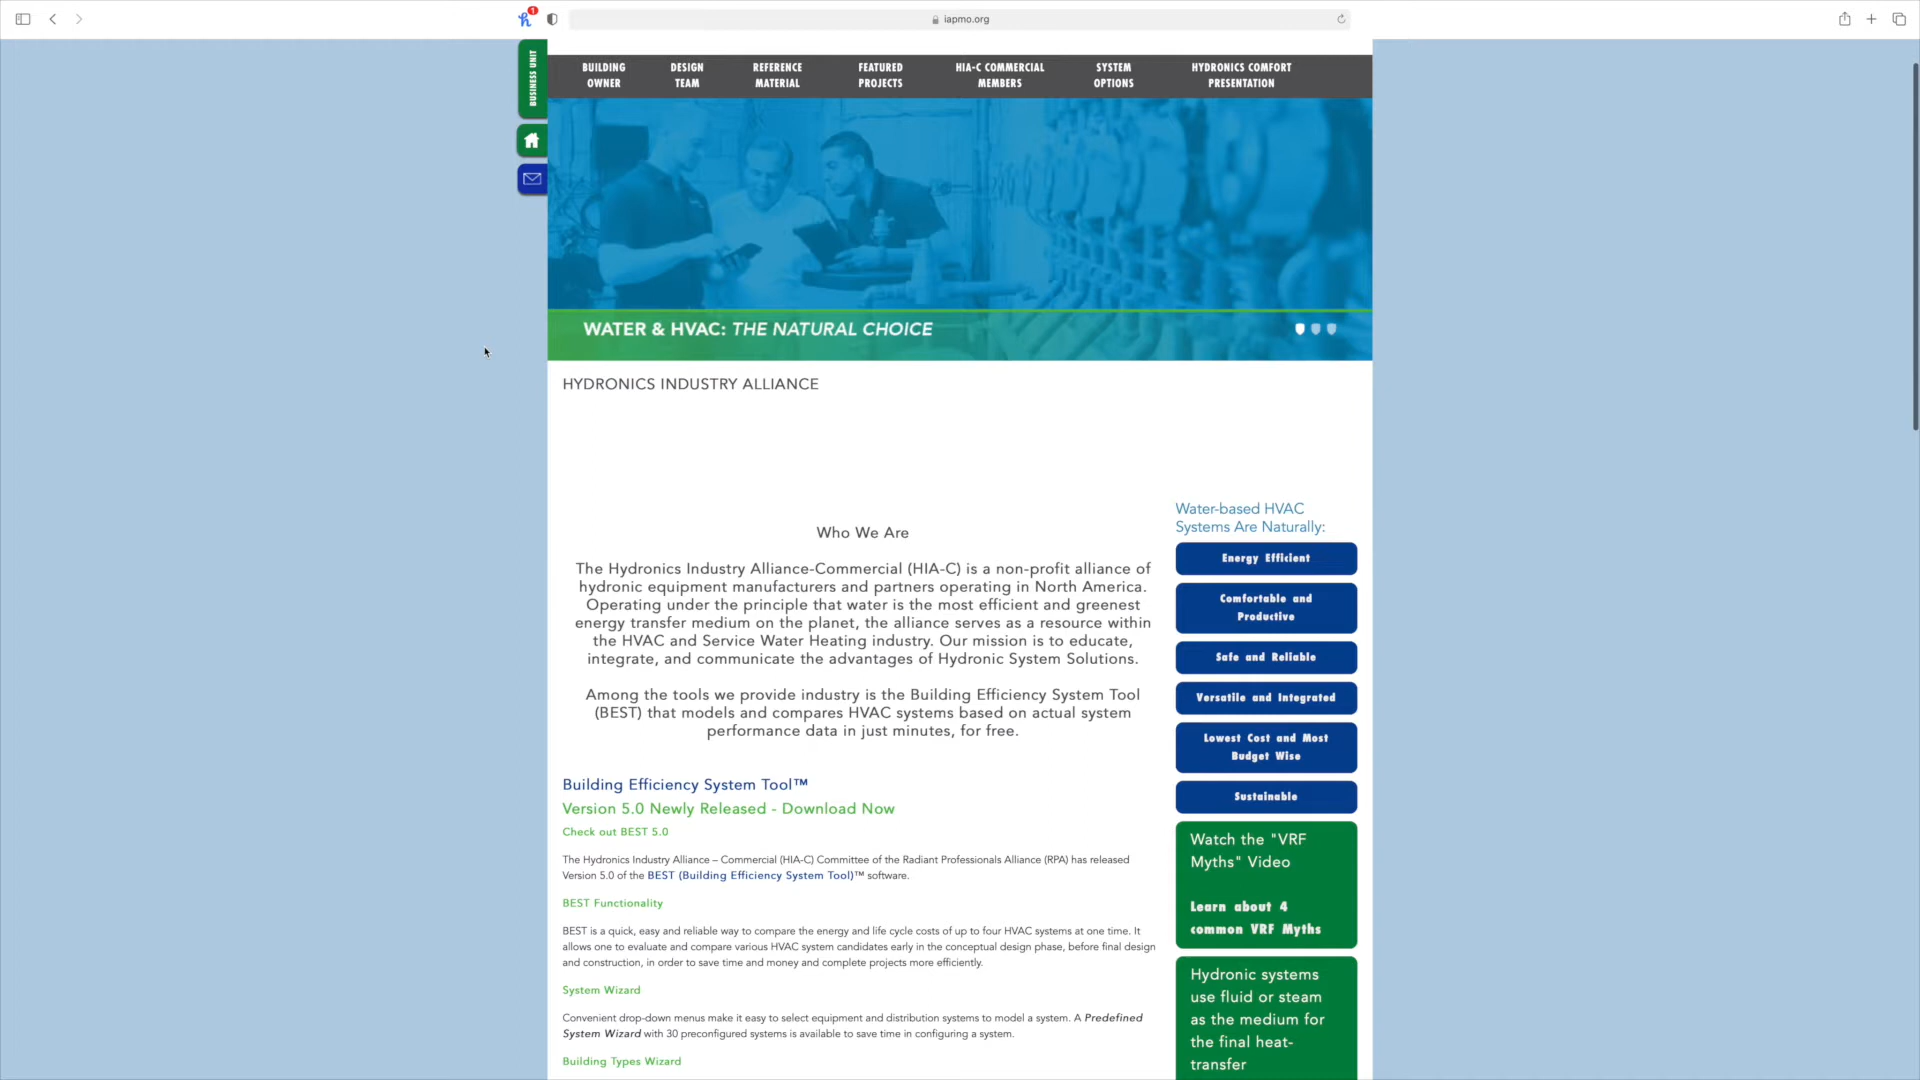 1
iapmo.org
BUSINESS UNIT
BUILDING OWNER
DESIGN TEAM
REFERENCE MATERIAL
FEATURED PROJECTS
HIA-C COMMERCIAL MEMBERS
SYSTEM OPTIONS
HYDRONICS COMFORT PRESENTATION
WATER & HVAC: THE NATURAL CHOICE
HYDRONICS INDUSTRY ALLIANCE
Who We Are
The Hydronics Industry Alliance-Commercial (HIA-C) is a non-profit alliance of
hydronic equipment manufacturers and partners operating in North America.
Operating under the principle that water is the most efficient and greenest
energy transfer medium on the planet, the alliance serves as a resource within
the HVAC and Service Water Heating industry. Our mission is to educate,
integrate, and communicate the advantages of Hydronic System Solutions.
Among the tools we provide industry is the Building Efficiency System Tool
(BEST) that models and compares HVAC systems based on actual system
performance data in just minutes, for free.
Building Efficiency System Tool™
Version 5.0 Newly Released - Download Now
Check out BEST 5.0
The Hydronics Industry Alliance – Commercial (HIA-C) Committee of the Radiant Professionals Alliance (RPA) has released
Version 5.0 of the BEST (Building Efficiency System Tool)™ software.
BEST Functionality
BEST is a quick, easy and reliable way to compare the energy and life cycle costs of up to four HVAC systems at one time. It
allows one to evaluate and compare various HVAC system candidates early in the conceptual design phase, before final design
and construction, in order to save time and money and complete projects more efficiently.
System Wizard
Convenient drop-down menus make it easy to select equipment and distribution systems to model a system. A Predefined
System Wizard with 30 preconfigured systems is available to save time in configuring a system.
Building Types Wizard
Water-based HVAC
Systems Are Naturally:
Energy Efficient
Comfortable and
Productive
Safe and Reliable
Versatile and Integrated
Lowest Cost and Most
Budget Wise
Sustainable
Watch the "VRF
Myths" Video
Learn about 4
common VRF Myths
Hydronic systems
use fluid or steam
as the medium for
the final heat-
transfer